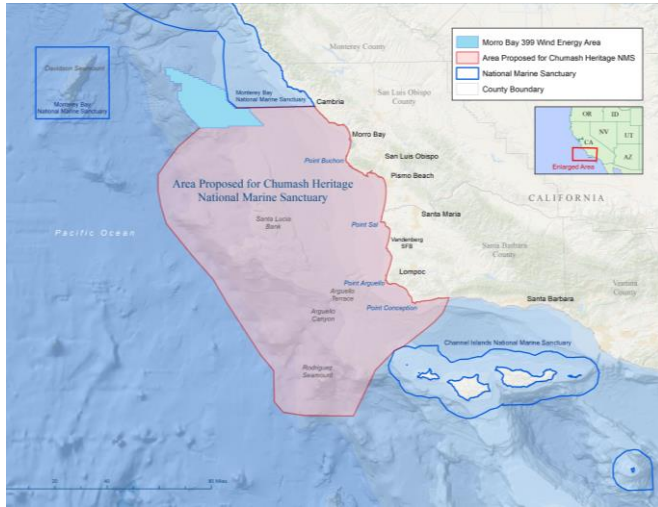 Morro Bay 399 Wind Energy Area
Area Proposed for Chumash Heritage NMS
National Marine Sanctuary
County Boundary
OR
ID
NV
UT
CA
AZ
Enlarged Area
Davidson Seamount
Monterey Bay
National Marine Sanctuary
Monterey County
Monterey Bay
National Marine Sanctuary
Cambria
San Luis Obispo
County
Morro Bay
Point Buchon
San Luis Obispo
Pismo Beach
Area Proposed for Chumash Heritage
National Marine Sanctuary
CALIFORNIA
Santa Lucia
Bank
Santa Maria
Point Sal
Pacific Ocean
Vandenberg
SFB
Santa Barbara
County
Lompoc
Point Arguello
Arguello
Terrace
Ventura
County
Santa Barbara
Point Conception
Arguello
Canyon
Channel Islands National Marine Sanctuary
Rodriguez
Seamount
20
40
80 Miles